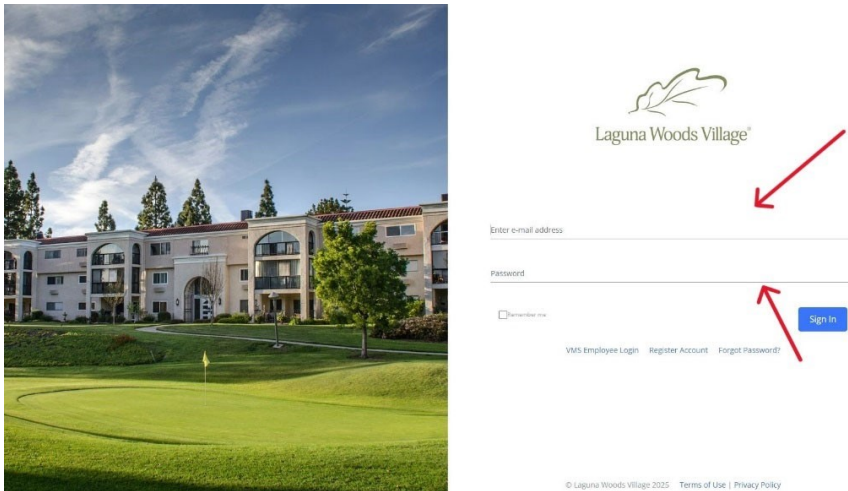 Laguna Woods Village®
Enter e-mail address
Password
Remember me
Sign In
VMS Employee Login Register Account Forgot Password?
© Laguna Woods Village 2025 Terms of Use | Privacy Policy